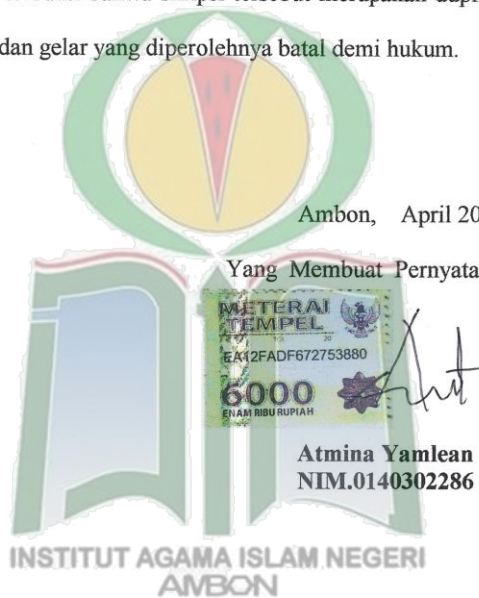 dan gelar yang diperolehnya batal demi hukum.
Ambon, April 20
Yang Membuat Pernyata
METERAI
TEMPEL
20
EA12FADF672753880
6000
ENAM RIBU RUPIAH
Atmina Yamlean
NIM.0140302286
INSTITUT AGAMA ISLAM NEGERI
AMBON